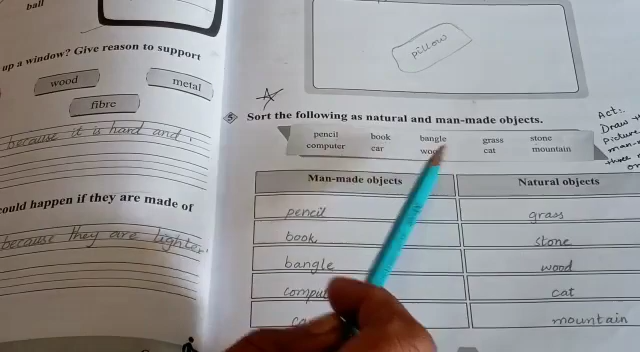 ball
up a window? Give reason to support
wood
metal
fibre
because it is hard and.
could happen if they are made of
because they are lighter.
pillow
5 Sort the following as natural and man-made objects.
pencil book bangle grass stone
computer car cat mountain
Man-made objects Natural objects
pencil grass
book stone
bangle wood
cat
mountain
Act:-
Draw